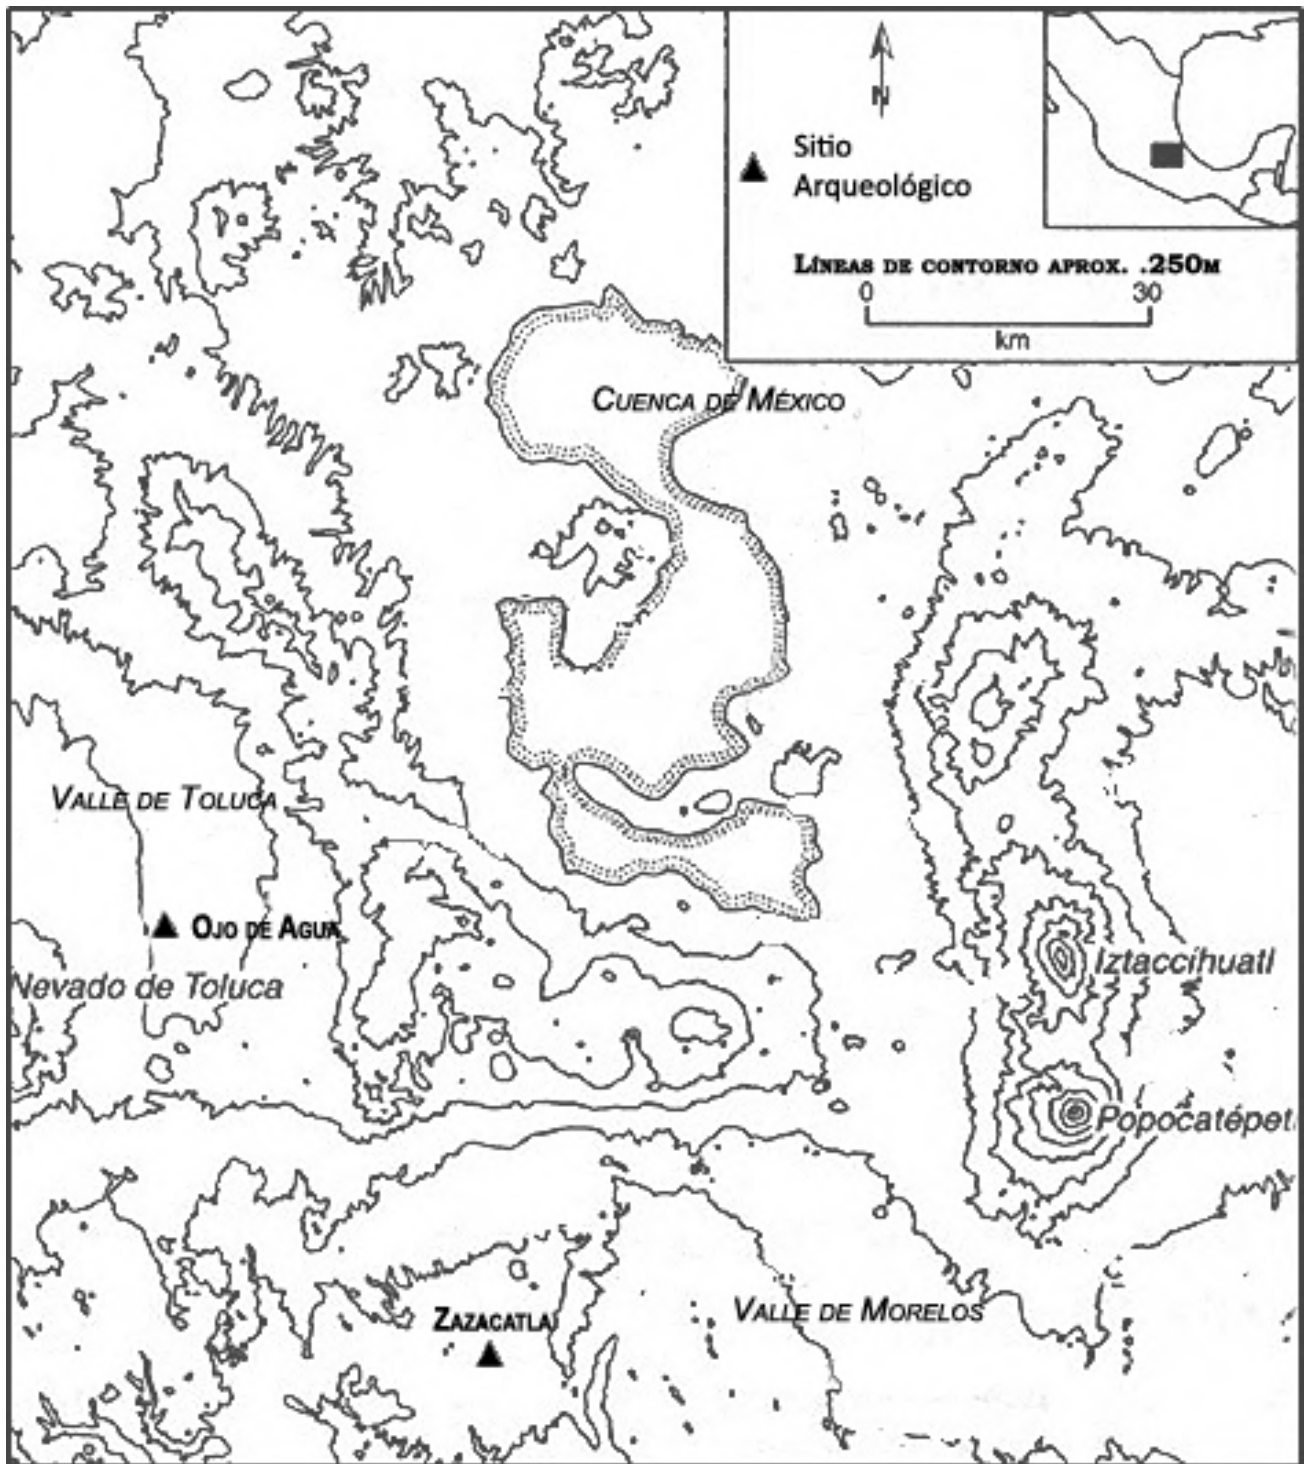 N
Sitio
Arqueológico
LÍNEAS DE CONTORNO APROX. .250M
0 30
km
CUENCA DE MÉXICO
VALLE DE TOLUCA
OJO DE AGUA
Nevado de Toluca
Iztaccíhuatl
Popocatépetl
ZAZACATLA
VALLE DE MORELOS